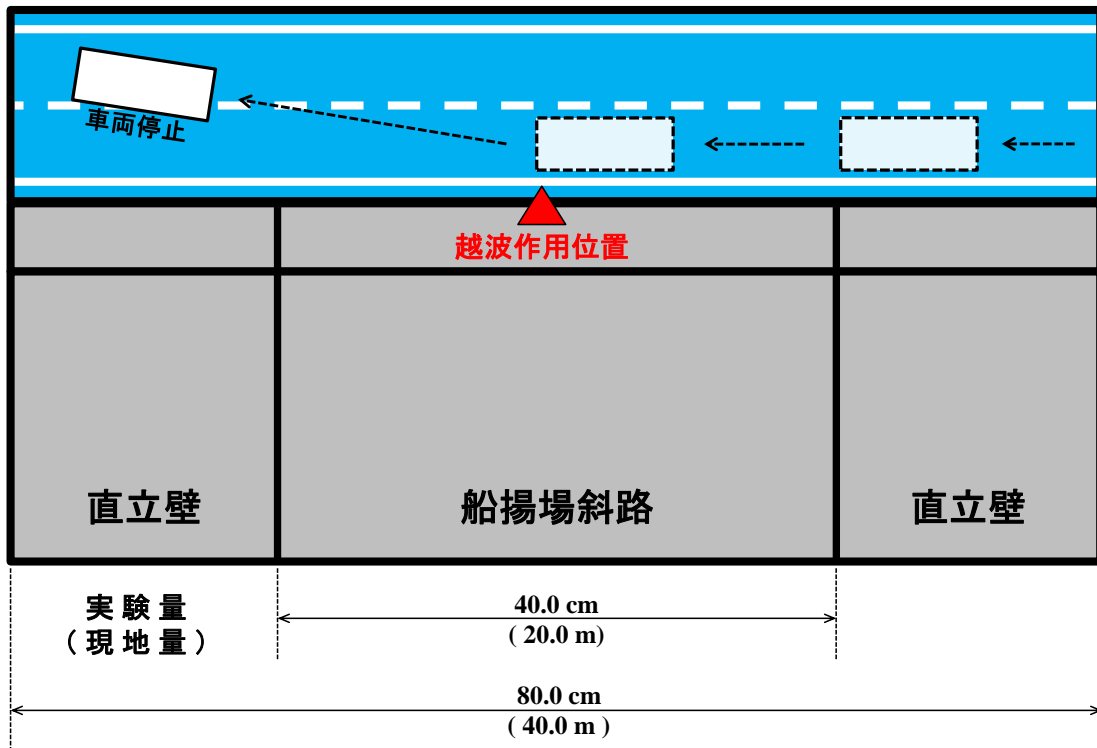 車両停止
越波作用位置
直立壁
船揚場斜路
直立壁
実験量
（現地量）
40.0 cm
( 20.0 m)
80.0 cm
( 40.0 m )